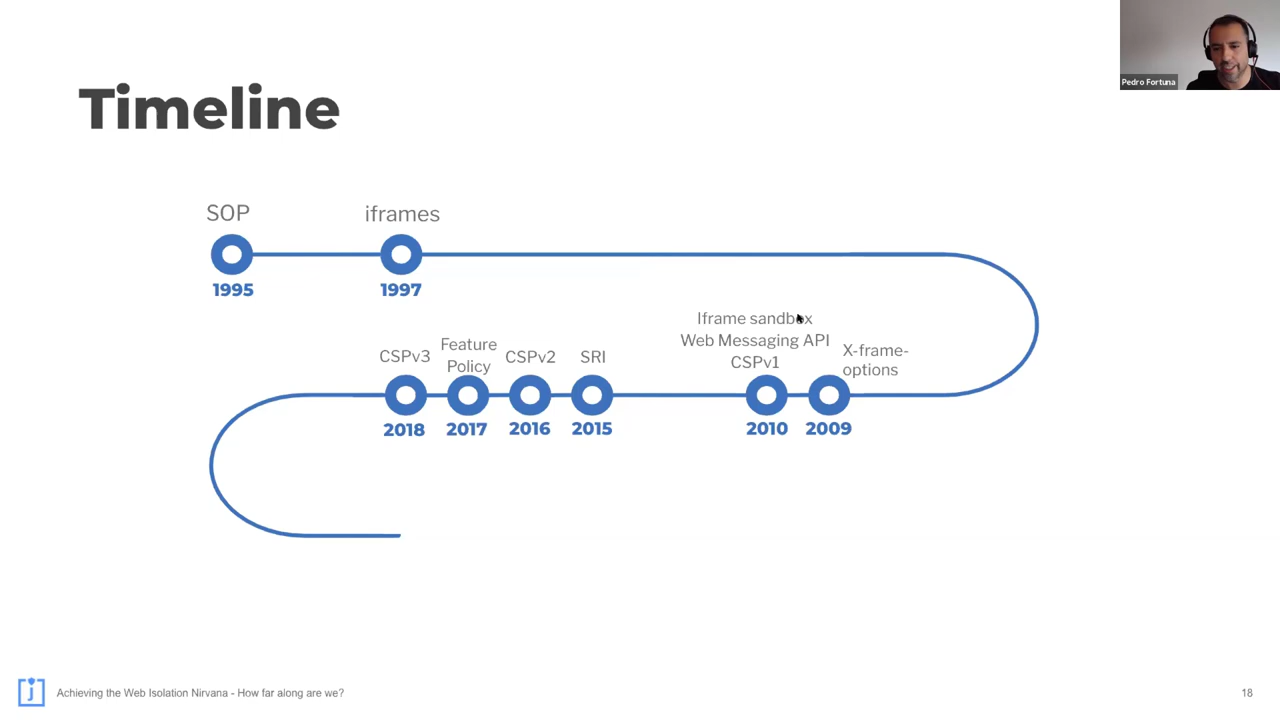 Pedro Fortuna
Timeline
SOP
iframes
1995
1997
Iframe sandbox
Web Messaging API
CSPv1
X-frame-
options
CSPv3
Feature
Policy
CSPv2
SRI
2018
2017
2016
2015
2010
2009
Achieving the Web Isolation Nirvana - How far along are we?
18